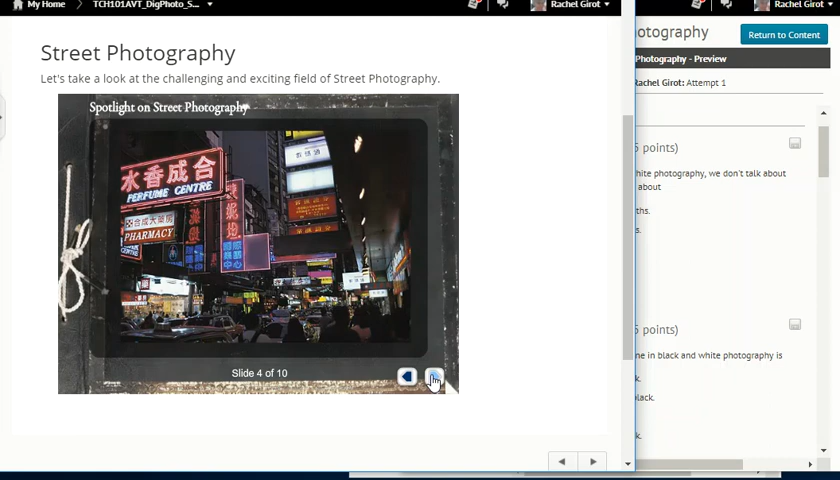 My Home
TCH101AVT_DigPhoto_S...
Rachel Girot
Rachel Girot
Street Photography
Let's take a look at the challenging and exciting field of Street Photography.
Spotlight on Street Photography
水香成合
PERFUME CENTRE
PHARMACY
Slide 4 of 10
otography
Return to Content
Photography - Preview
Rachel Girot: Attempt 1
5 points)
hite photography, we don't talk about
about
ths.
s.
5 points)
ne in black and white photography is
k.
black.
k.